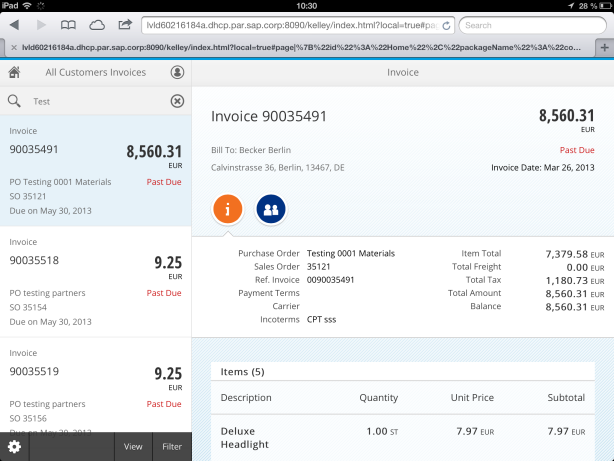 iPad
10:30
28 %
lvld60216184a.dhcp.par.sap.corp:8090/kelley/index.html?local=true#pa
Search
lvld60216184a.dhcp.par.sap.corp:8090/kelley/index.html?local=true#page|%7B%22id%22%3A%22Home%22%2C%22packageName%22%3A%22co...
All Customers Invoices
Invoice
Test
Invoice
90035491
8,560.31
EUR
PO Testing 0001 Materials
Past Due
SO 35121
Due on May 30, 2013
Invoice
90035518
9.25
EUR
PO testing partners
Past Due
SO 35154
Due on May 30, 2013
Invoice
90035519
9.25
EUR
PO testing partners
Past Due
SO 35156
Due on May 30, 2013
View
Filter
Invoice 90035491
8,560.31
EUR
Bill To: Becker Berlin
Past Due
Calvinstrasse 36, Berlin, 13467, DE
Invoice Date: Mar 26, 2013
Purchase Order Testing 0001 Materials
Item Total 7,379.58 EUR
Sales Order 35121
Total Freight 0.00 EUR
Ref. Invoice 0090035491
Total Tax 1,180.73 EUR
Payment Terms
Total Amount 8,560.31 EUR
Carrier
Balance 8,560.31 EUR
Incoterms CPT sss
Items (5)
Description Quantity Unit Price Subtotal
Deluxe 1.00 ST 7.97 EUR 7.97 EUR
Headlight